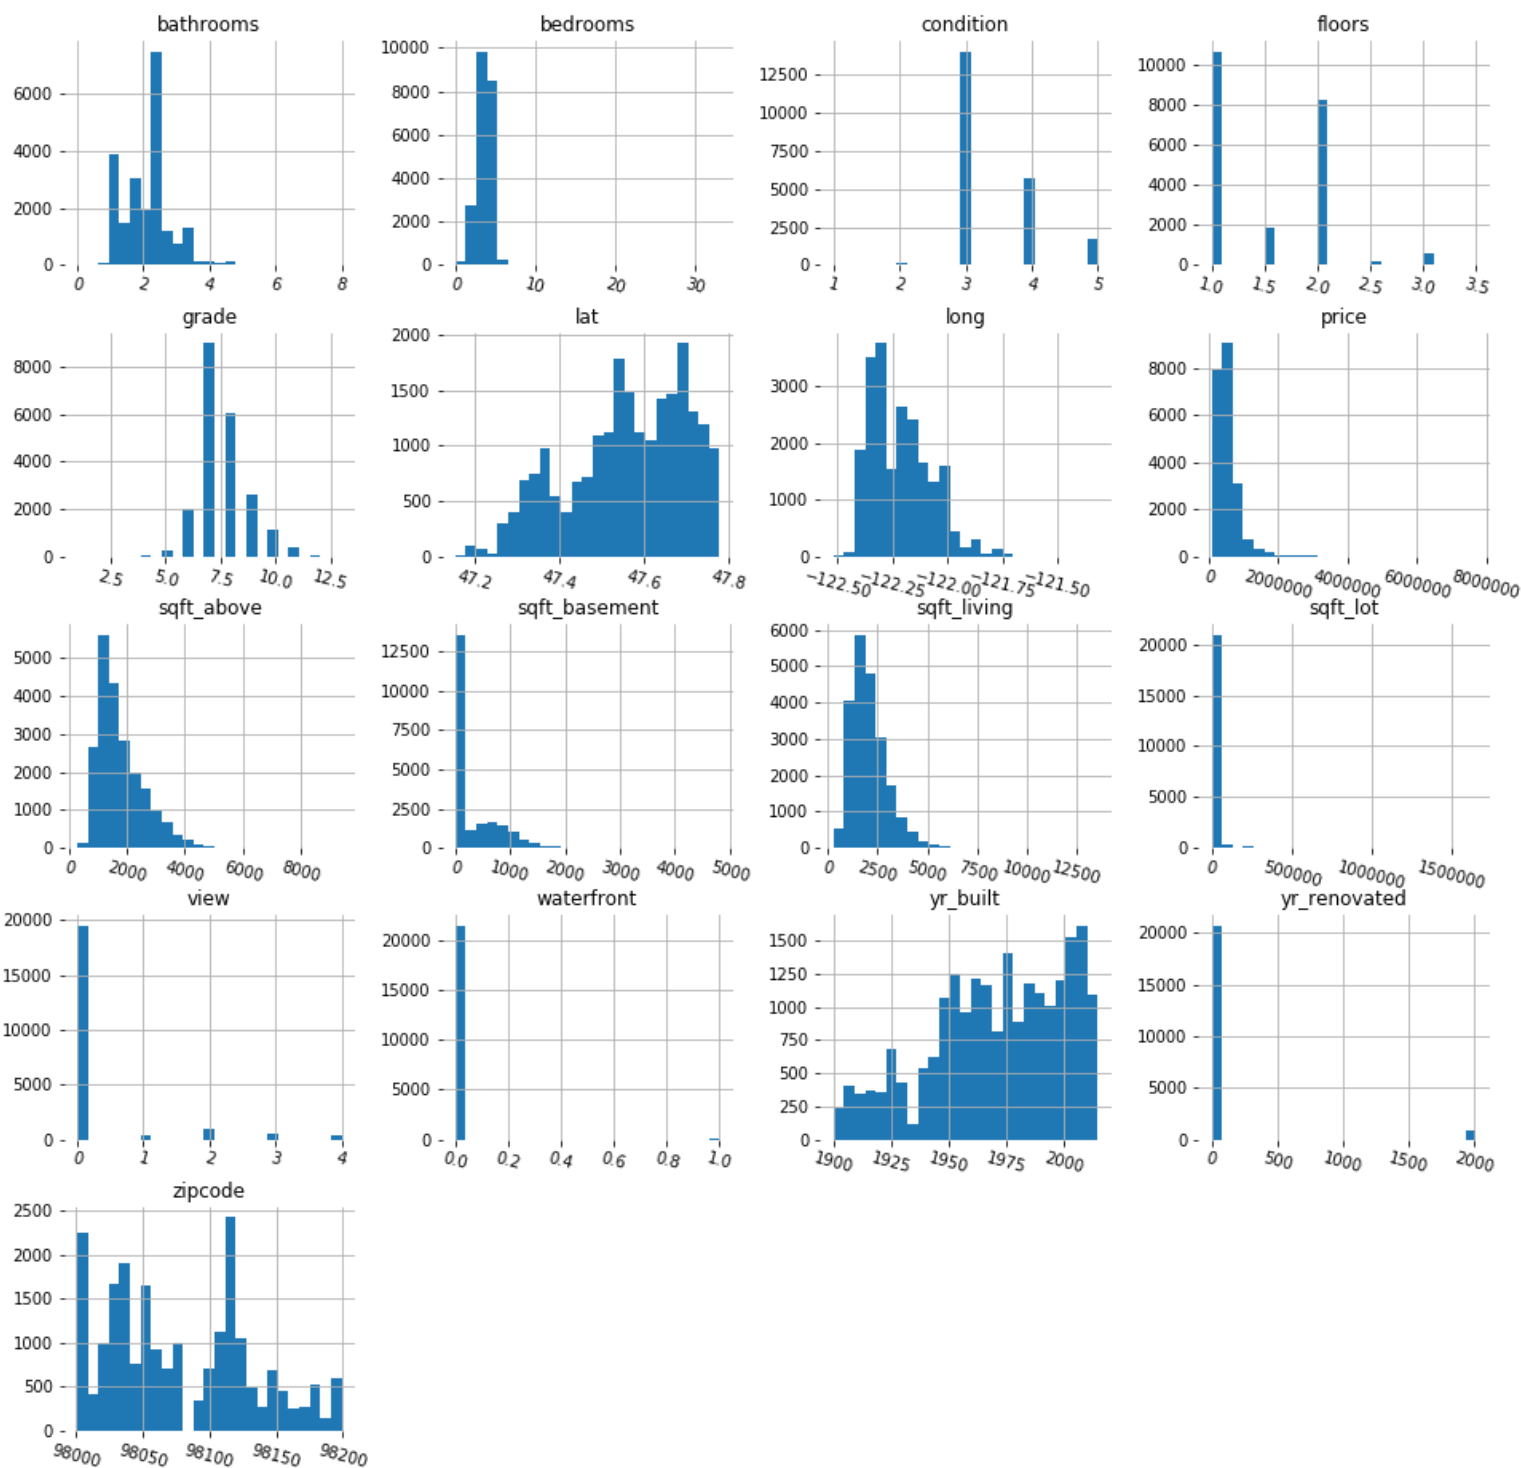 bathrooms
6000
4000
2000
0
0 2 4 6 8
bedrooms
10000
8000
6000
4000
2000
0
0 10 20 30
condition
12500
10000
7500
5000
2500
0
1 2 3 4 5
floors
10000
8000
6000
4000
2000
0
1.0 1.5 2.0 2.5 3.0 3.5
grade
8000
6000
4000
2000
0
2.5 5.0 7.5 10.0 12.5
lat
2000
1500
1000
500
0
47.2 47.4 47.6 47.8
long
3000
2000
1000
0
−122.50 −122.25 −122.00 −121.75 −121.50
price
8000
6000
4000
2000
0
0 2000000 4000000 6000000 8000000
sqft_above
5000
4000
3000
2000
1000
0
0 2000 4000 6000 8000
sqft_basement
12500
10000
7500
5000
2500
0
0 1000 2000 3000 4000 5000
sqft_living
6000
5000
4000
3000
2000
1000
0
0 2500 5000 7500 10000 12500
sqft_lot
20000
15000
10000
5000
0
0 500000 1000000 1500000
view
20000
15000
10000
5000
0
0 1 2 3 4
waterfront
20000
15000
10000
5000
0
0.0 0.2 0.4 0.6 0.8 1.0
yr_built
1500
1250
1000
750
500
250
0
1900 1925 1950 1975 2000
yr_renovated
20000
15000
10000
5000
0
0 500 1000 1500 2000
zipcode
2500
2000
1500
1000
500
0
98000 98050 98100 98150 98200